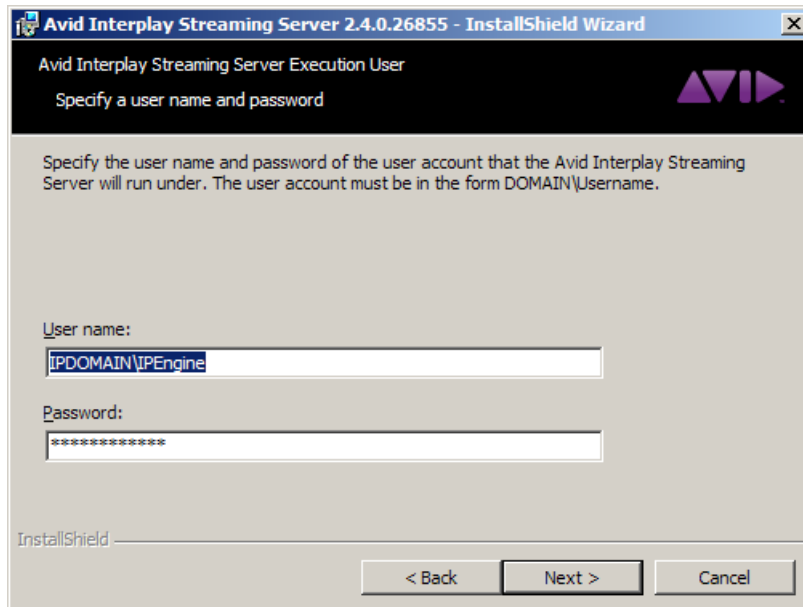 Avid Interplay Streaming Server 2.4.0.26855 - InstallShield Wizard
Avid Interplay Streaming Server Execution User
Specify a user name and password
AVID
Specify the user name and password of the user account that the Avid Interplay Streaming
Server will run under. The user account must be in the form DOMAIN\Username.
User name:
IPDOMAIN\IPEngine
Password:
************
InstallShield
< Back
Next >
Cancel